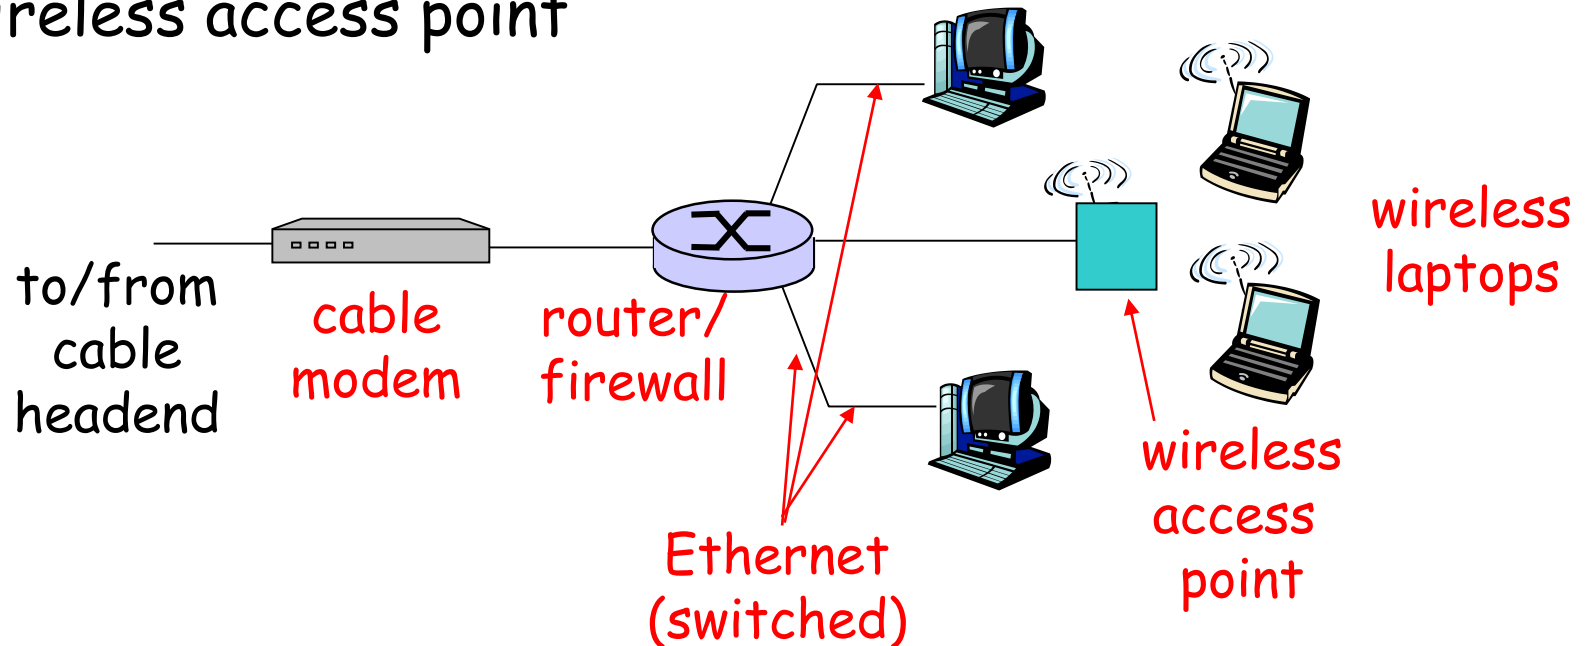 reless access point
to/from
cable
headend
cable
modem
router/
firewall
Ethernet
(switched)
wireless
access
point
wireless
laptops